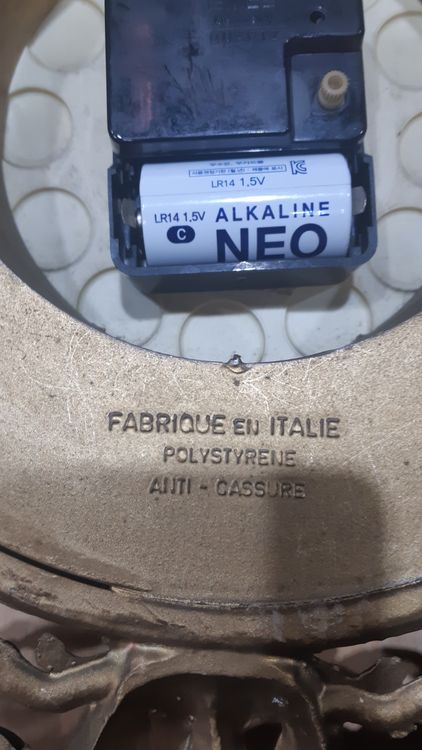 LR14 1,5V
LR14 1,5V ALKALINE
C NEO
FABRIQUE EN ITALIE
POLYSTYRENE
ANTI - CASSURE